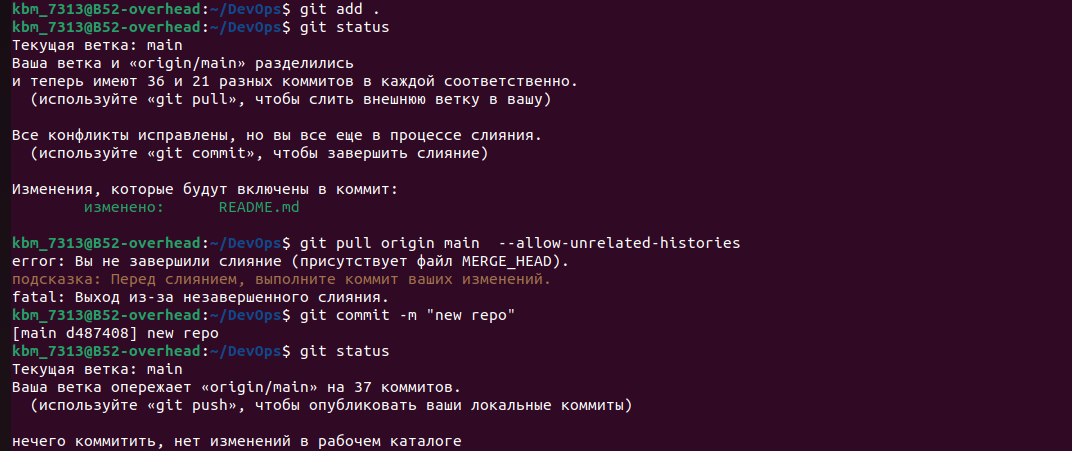 kbm_7313@B52-overhead:~/DevOps$ git add .
kbm_7313@B52-overhead:~/DevOps$ git status
Текущая ветка: main
Ваша ветка и «origin/main» разделились
и теперь имеют 36 и 21 разных коммитов в каждой соответственно.
  (используйте «git pull», чтобы слить внешнюю ветку в вашу)

Все конфликты исправлены, но вы все еще в процессе слияния.
  (используйте «git commit», чтобы завершить слияние)

Изменения, которые будут включены в коммит:
        изменено:      README.md

kbm_7313@B52-overhead:~/DevOps$ git pull origin main  --allow-unrelated-histories
error: Вы не завершили слияние (присутствует файл MERGE_HEAD).
подсказка: Перед слиянием, выполните коммит ваших изменений.
fatal: Выход из-за незавершенного слияния.
kbm_7313@B52-overhead:~/DevOps$ git commit -m "new repo"
[main d487408] new repo
kbm_7313@B52-overhead:~/DevOps$ git status
Текущая ветка: main
Ваша ветка опережает «origin/main» на 37 коммитов.
  (используйте «git push», чтобы опубликовать ваши локальные коммиты)

нечего коммитить, нет изменений в рабочем каталоге